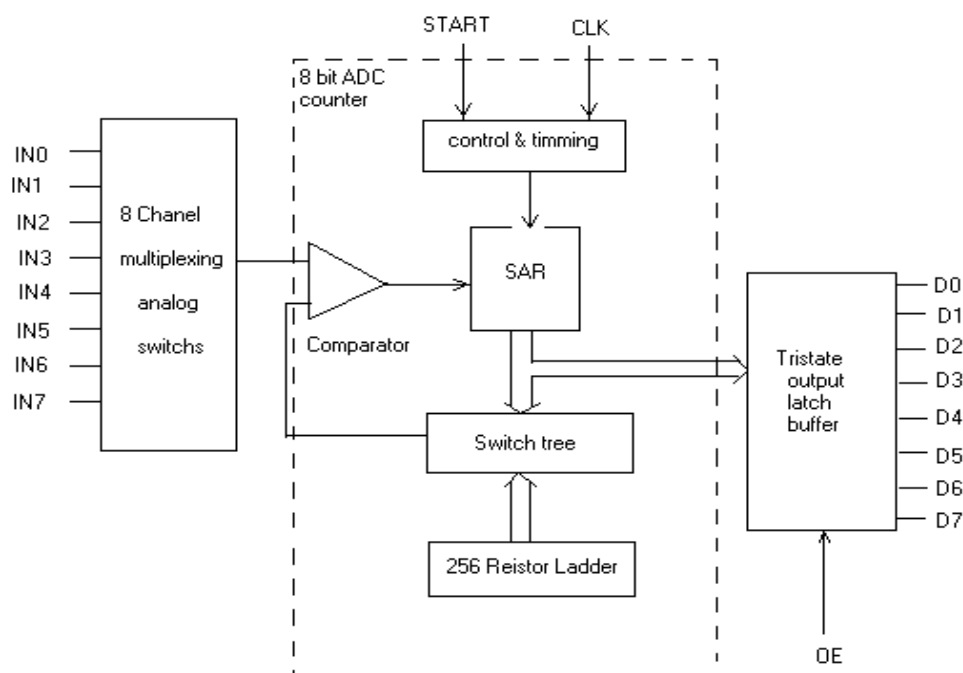 START
CLK
8 bit ADC
counter
control & timming
IN0
IN1
IN2
IN3
IN4
IN5
IN6
IN7
8 Chanel
multiplexing
analog
switchs
SAR
Comparator
Switch tree
256 Reistor Ladder
Tristate
output
latch
buffer
D0
D1
D2
D3
D4
D5
D6
D7
OE